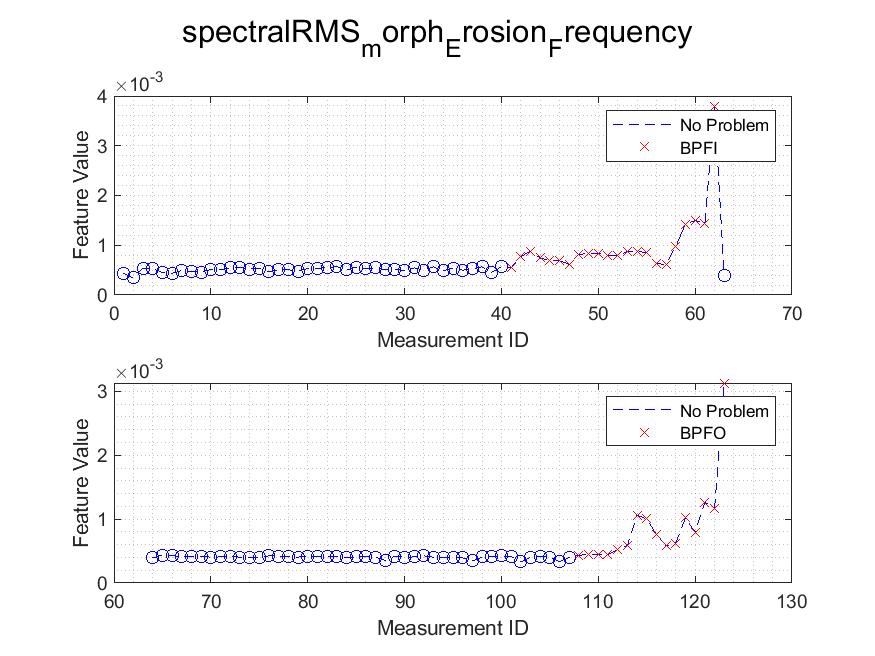 spectralRMSmorphErosionFrequency
×10-3
4
3
2
1
0
Feature Value
No Problem
BPFI
0 10 20 30 40 50 60 70
Measurement ID
×10-3
3
2
1
0
Feature Value
No Problem
BPFO
60 70 80 90 100 110 120 130
Measurement ID